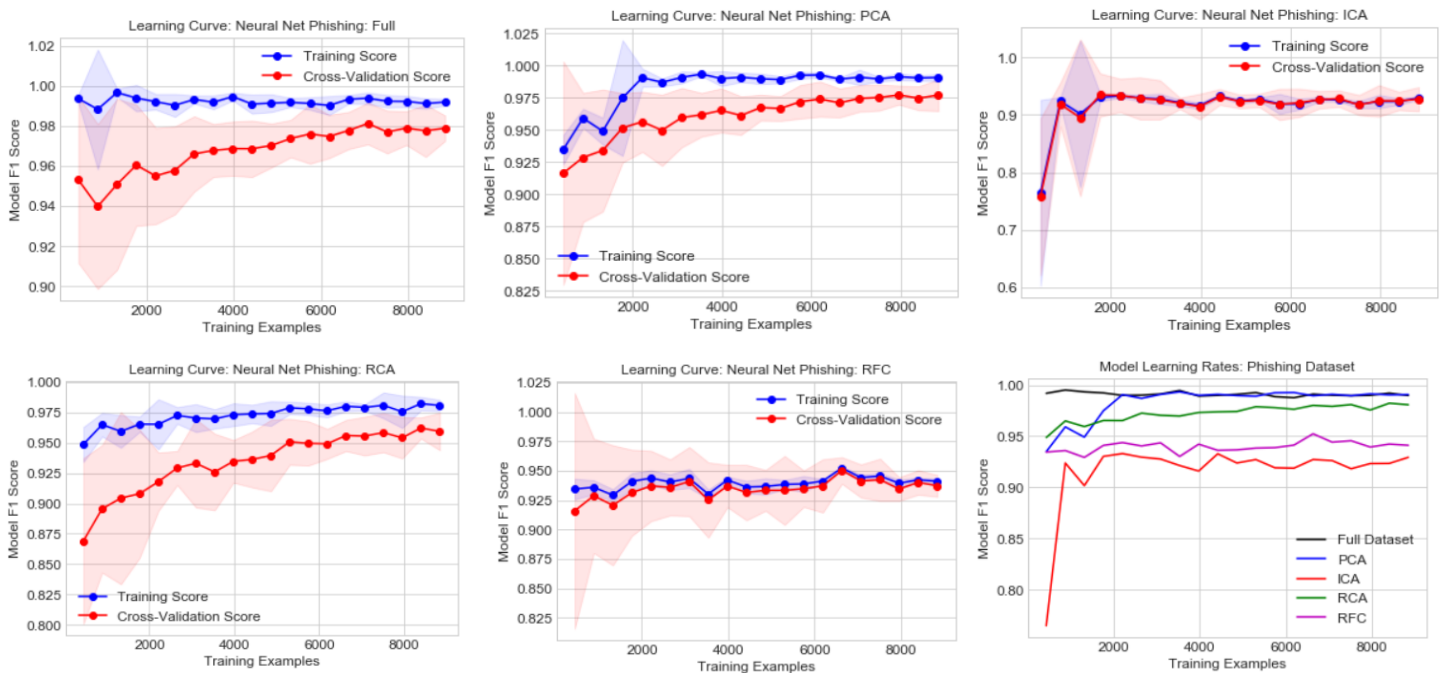 Learning Curve: Neural Net Phishing: Full
1.02
1.00
0.98
0.96
0.94
0.92
0.90
Model F1 Score
Training Score
Cross-Validation Score
2000 4000 6000 8000
Training Examples
Learning Curve: Neural Net Phishing: PCA
1.025
1.000
0.975
0.950
0.925
0.900
0.875
0.850
0.825
Model F1 Score
Training Score
Cross-Validation Score
2000 4000 6000 8000
Training Examples
Learning Curve: Neural Net Phishing: ICA
1.0
0.9
0.8
0.7
0.6
Model F1 Score
Training Score
Cross-Validation Score
2000 4000 6000 8000
Training Examples
Learning Curve: Neural Net Phishing: RCA
1.000
0.975
0.950
0.925
0.900
0.875
0.850
0.825
0.800
Model F1 Score
Training Score
Cross-Validation Score
2000 4000 6000 8000
Training Examples
Learning Curve: Neural Net Phishing: RFC
1.025
1.000
0.975
0.950
0.925
0.900
0.875
0.850
0.825
Model F1 Score
Training Score
Cross-Validation Score
2000 4000 6000 8000
Training Examples
Model Learning Rates: Phishing Dataset
1.00
0.95
0.90
0.85
0.80
Model F1 Score
Full Dataset
PCA
ICA
RCA
RFC
2000 4000 6000 8000
Training Examples